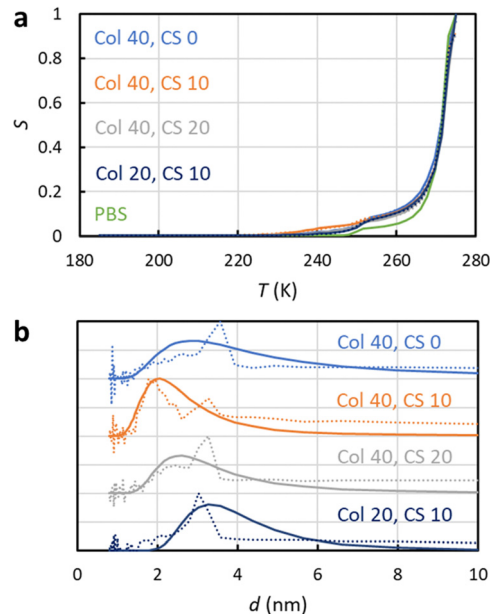 a
1
0.8
0.6
0.4
0.2
0
S
Col 40, CS 0
Col 40, CS 10
Col 40, CS 20
Col 20, CS 10
PBS
180 200 220 240 260 280
T (K)
b
Col 40, CS 0
Col 40, CS 10
Col 40, CS 20
Col 20, CS 10
0 2 4 6 8 10
d (nm)